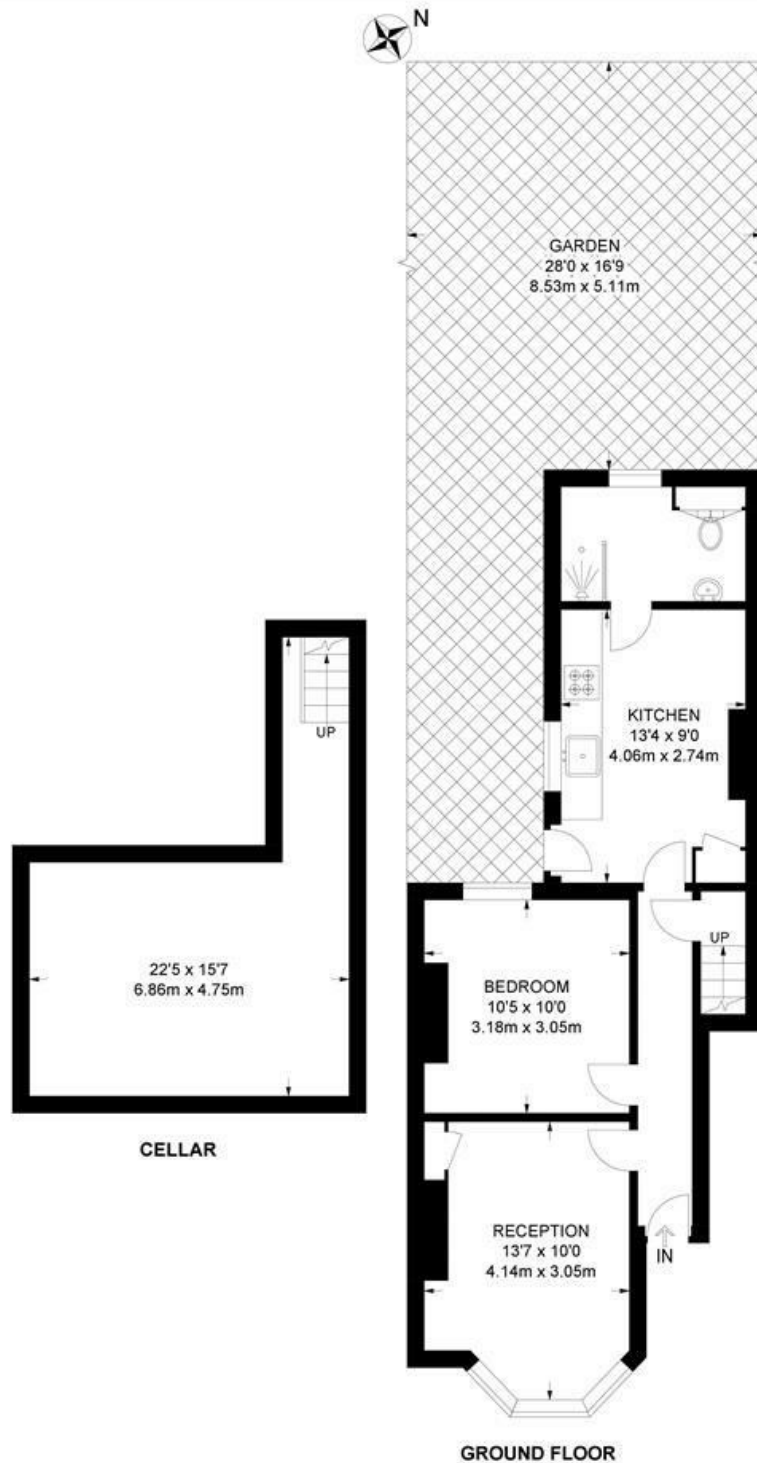 N
GARDEN
28'0 x 16'9
8.53m x 5.11m
KITCHEN
13'4 x 9'0
4.06m x 2.74m
UP
UP
22'5 x 15'7
6.86m x 4.75m
BEDROOM
10'5 x 10'0
3.18m x 3.05m
CELLAR
RECEPTION
13'7 x 10'0
4.14m x 3.05m
IN
GROUND FLOOR